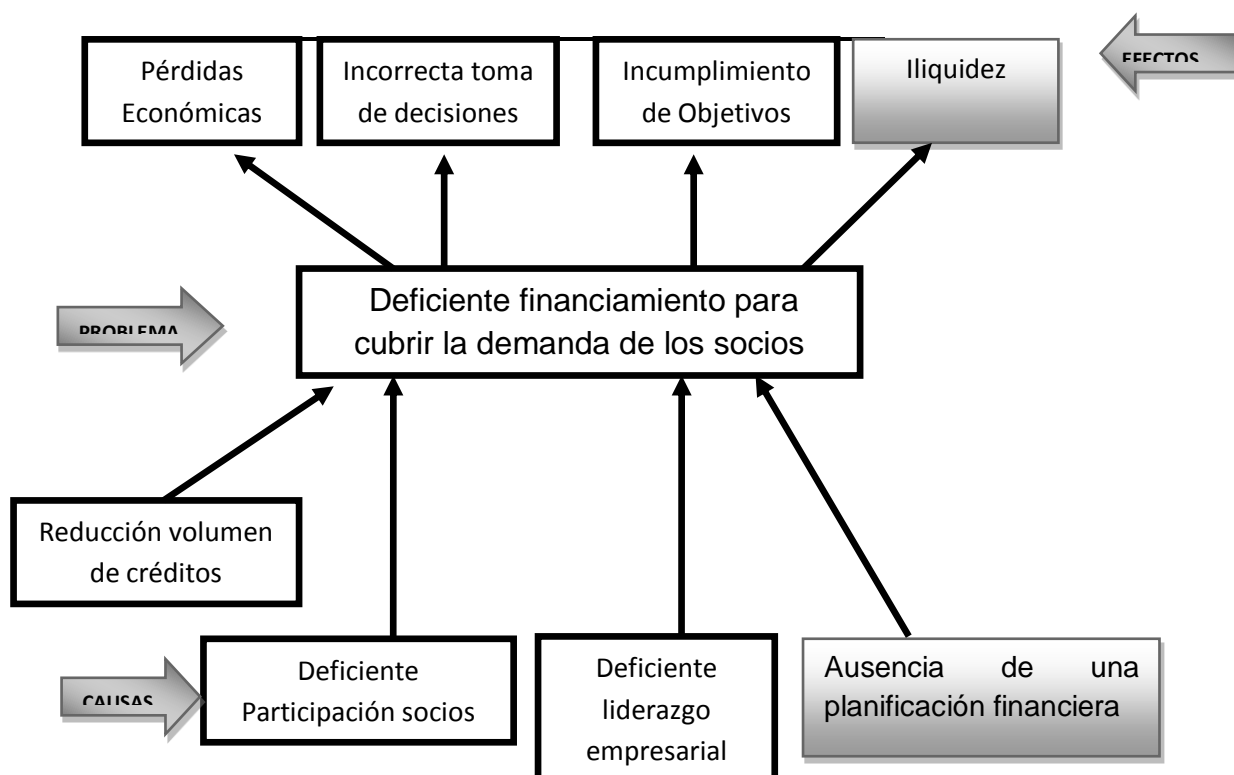 Pérdidas
Económicas
Incorrecta toma
de decisiones
Incumplimiento
de Objetivos
Iliquidez
EFECTOS
Deficiente financiamiento para
cubrir la demanda de los socios
PROBLEMA
Reducción volumen
de créditos
CAUSAS
Deficiente
Participación socios
Deficiente
liderazgo
empresarial
Ausencia de una
planificación financiera